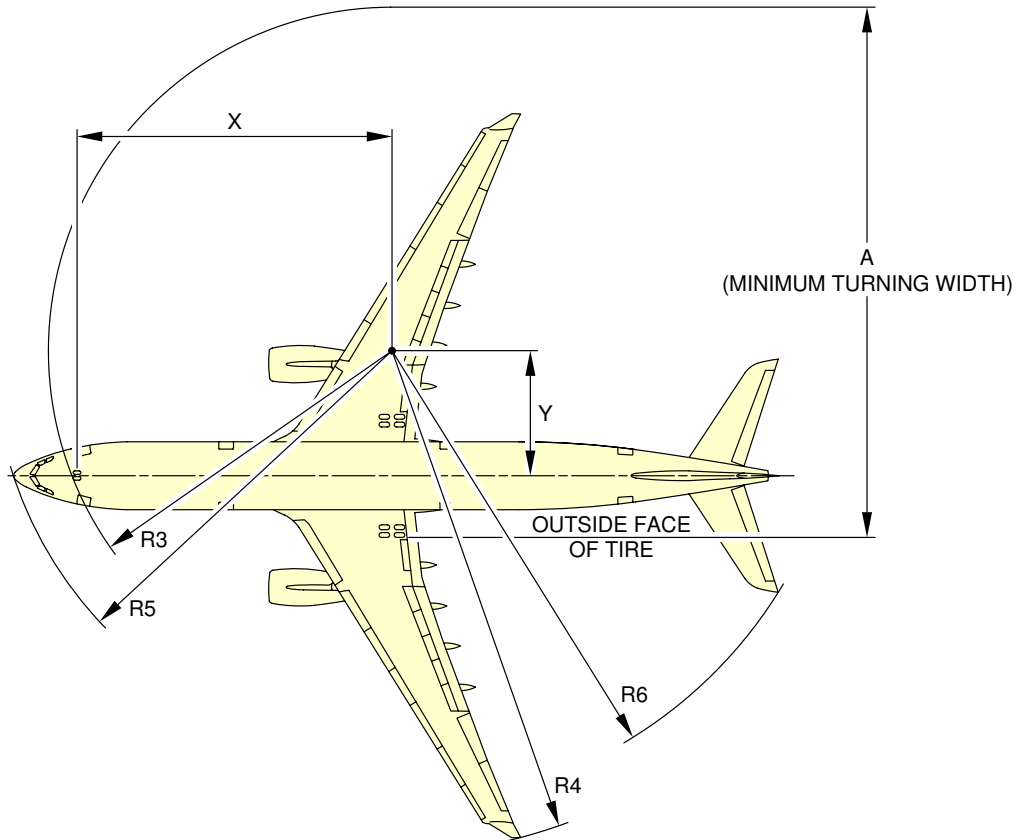 X
A
(MINIMUM TURNING WIDTH)
Y
OUTSIDE FACE
OF TIRE
R3
R5
R6
R4